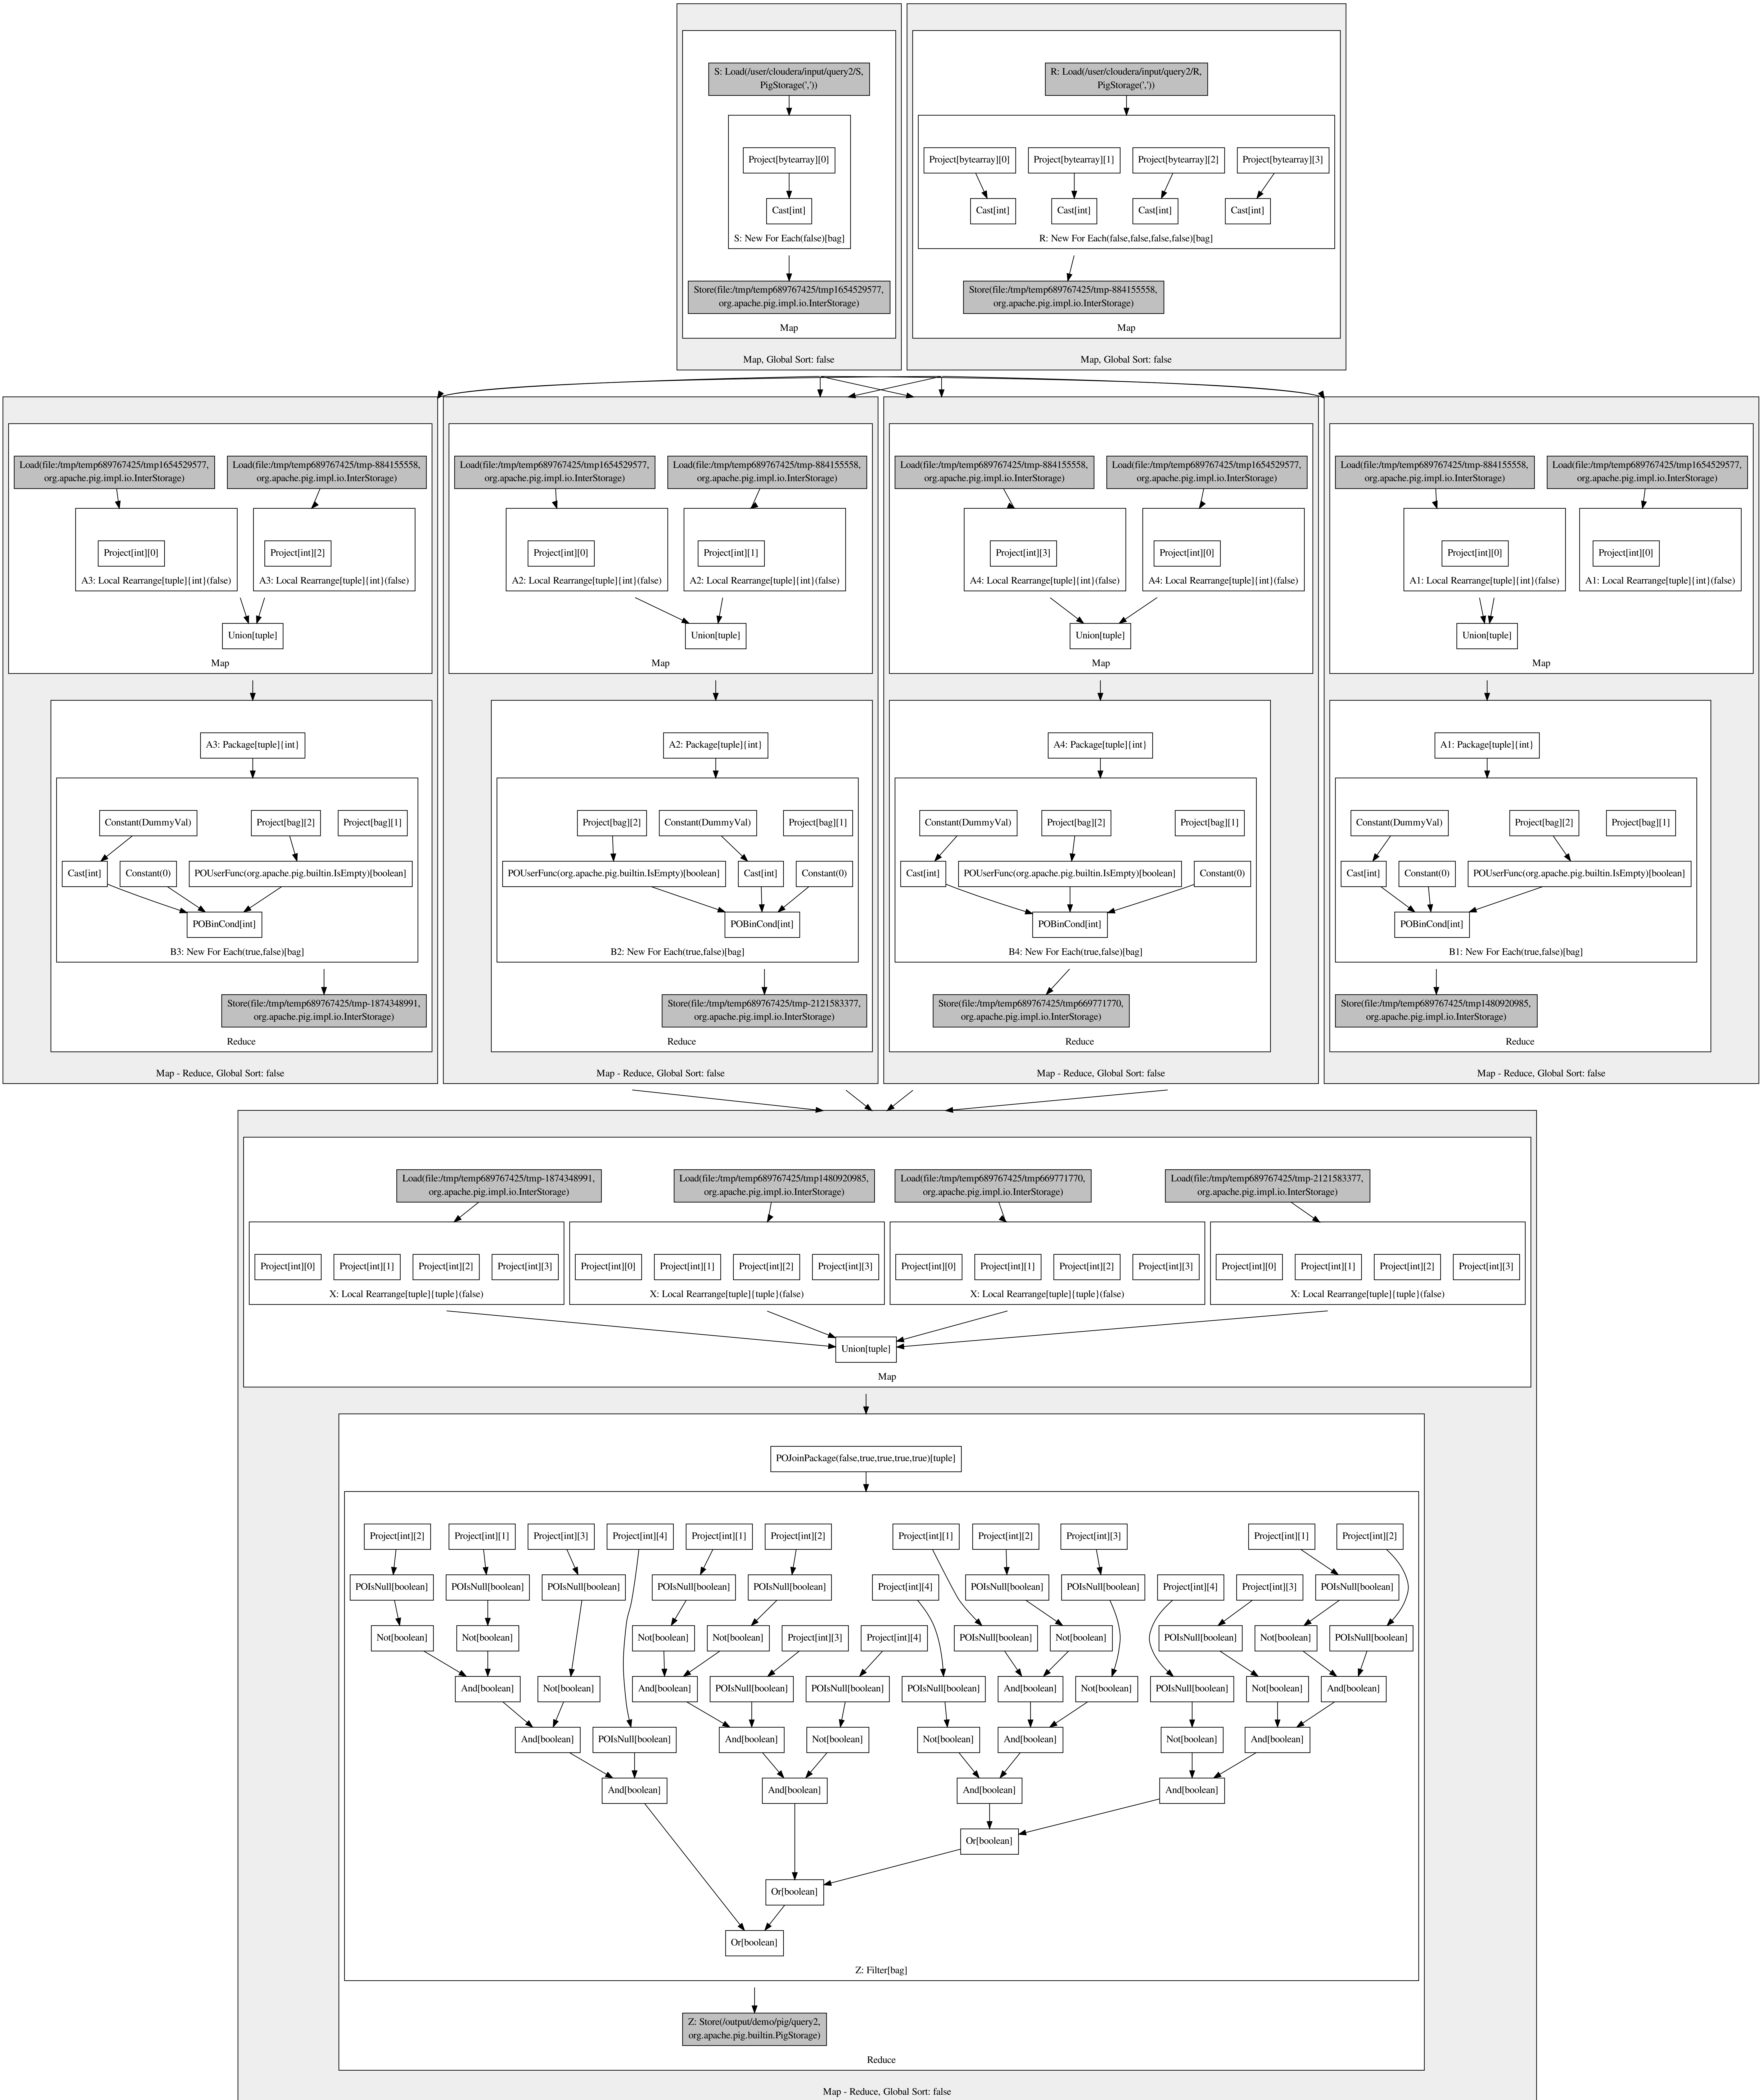 S: Load(/user/cloudera/input/query2/S,
PigStorage(','))
Project[bytearray][0]
Cast[int]
S: New For Each(false)[bag]
Store(file:/tmp/temp689767425/tmp1654529577,
org.apache.pig.impl.io.InterStorage)
Map
Map, Global Sort: false
R: Load(/user/cloudera/input/query2/R,
PigStorage(','))
Project[bytearray][0]
Project[bytearray][1]
Project[bytearray][2]
Project[bytearray][3]
Cast[int]
Cast[int]
Cast[int]
Cast[int]
R: New For Each(false,false,false,false)[bag]
Store(file:/tmp/temp689767425/tmp-884155558,
org.apache.pig.impl.io.InterStorage)
Map
Map, Global Sort: false
Load(file:/tmp/temp689767425/tmp1654529577,
org.apache.pig.impl.io.InterStorage)
Load(file:/tmp/temp689767425/tmp-884155558,
org.apache.pig.impl.io.InterStorage)
Project[int][0]
A3: Local Rearrange[tuple]{int}(false)
Project[int][2]
A3: Local Rearrange[tuple]{int}(false)
Union[tuple]
Map
A3: Package[tuple]{int}
Constant(DummyVal)
Project[bag][2]
Project[bag][1]
Cast[int]
Constant(0)
POUserFunc(org.apache.pig.builtin.IsEmpty)[boolean]
POBinCond[int]
B3: New For Each(true,false)[bag]
Store(file:/tmp/temp689767425/tmp-1874348991,
org.apache.pig.impl.io.InterStorage)
Reduce
Map - Reduce, Global Sort: false
Load(file:/tmp/temp689767425/tmp1654529577,
org.apache.pig.impl.io.InterStorage)
Load(file:/tmp/temp689767425/tmp-884155558,
org.apache.pig.impl.io.InterStorage)
Project[int][0]
A2: Local Rearrange[tuple]{int}(false)
Project[int][1]
A2: Local Rearrange[tuple]{int}(false)
Union[tuple]
Map
A2: Package[tuple]{int}
Project[bag][2]
Constant(DummyVal)
Project[bag][1]
POUserFunc(org.apache.pig.builtin.IsEmpty)[boolean]
Cast[int]
Constant(0)
POBinCond[int]
B2: New For Each(true,false)[bag]
Store(file:/tmp/temp689767425/tmp-2121583377,
org.apache.pig.impl.io.InterStorage)
Reduce
Map - Reduce, Global Sort: false
Load(file:/tmp/temp689767425/tmp-884155558,
org.apache.pig.impl.io.InterStorage)
Load(file:/tmp/temp689767425/tmp1654529577,
org.apache.pig.impl.io.InterStorage)
Project[int][3]
A4: Local Rearrange[tuple]{int}(false)
Project[int][0]
A4: Local Rearrange[tuple]{int}(false)
Union[tuple]
Map
A4: Package[tuple]{int}
Constant(DummyVal)
Project[bag][2]
Project[bag][1]
Cast[int]
POUserFunc(org.apache.pig.builtin.IsEmpty)[boolean]
Constant(0)
POBinCond[int]
B4: New For Each(true,false)[bag]
Store(file:/tmp/temp689767425/tmp669771770,
org.apache.pig.impl.io.InterStorage)
Reduce
Map - Reduce, Global Sort: false
Load(file:/tmp/temp689767425/tmp-884155558,
org.apache.pig.impl.io.InterStorage)
Load(file:/tmp/temp689767425/tmp1654529577,
org.apache.pig.impl.io.InterStorage)
Project[int][0]
A1: Local Rearrange[tuple]{int}(false)
Project[int][0]
A1: Local Rearrange[tuple]{int}(false)
Union[tuple]
Map
A1: Package[tuple]{int}
Constant(DummyVal)
Project[bag][2]
Project[bag][1]
Cast[int]
Constant(0)
POUserFunc(org.apache.pig.builtin.IsEmpty)[boolean]
POBinCond[int]
B1: New For Each(true,false)[bag]
Store(file:/tmp/temp689767425/tmp1480920985,
org.apache.pig.impl.io.InterStorage)
Reduce
Map - Reduce, Global Sort: false
Load(file:/tmp/temp689767425/tmp-1874348991,
org.apache.pig.impl.io.InterStorage)
Load(file:/tmp/temp689767425/tmp1480920985,
org.apache.pig.impl.io.InterStorage)
Load(file:/tmp/temp689767425/tmp669771770,
org.apache.pig.impl.io.InterStorage)
Load(file:/tmp/temp689767425/tmp-2121583377,
org.apache.pig.impl.io.InterStorage)
Project[int][0]
Project[int][1]
Project[int][2]
Project[int][3]
X: Local Rearrange[tuple]{tuple}(false)
Project[int][0]
Project[int][1]
Project[int][2]
Project[int][3]
X: Local Rearrange[tuple]{tuple}(false)
Project[int][0]
Project[int][1]
Project[int][2]
Project[int][3]
X: Local Rearrange[tuple]{tuple}(false)
Project[int][0]
Project[int][1]
Project[int][2]
Project[int][3]
X: Local Rearrange[tuple]{tuple}(false)
Union[tuple]
Map
POJoinPackage(false,true,true,true,true)[tuple]
Project[int][2]
Project[int][1]
Project[int][3]
Project[int][4]
Project[int][1]
Project[int][2]
Project[int][1]
Project[int][2]
Project[int][3]
Project[int][1]
Project[int][2]
POIsNull[boolean]
POIsNull[boolean]
POIsNull[boolean]
POIsNull[boolean]
POIsNull[boolean]
Project[int][4]
POIsNull[boolean]
POIsNull[boolean]
Project[int][4]
Project[int][3]
POIsNull[boolean]
Not[boolean]
Not[boolean]
Not[boolean]
Not[boolean]
Project[int][3]
Project[int][4]
POIsNull[boolean]
Not[boolean]
POIsNull[boolean]
Not[boolean]
POIsNull[boolean]
And[boolean]
Not[boolean]
And[boolean]
POIsNull[boolean]
POIsNull[boolean]
POIsNull[boolean]
And[boolean]
Not[boolean]
POIsNull[boolean]
Not[boolean]
And[boolean]
And[boolean]
POIsNull[boolean]
And[boolean]
Not[boolean]
Not[boolean]
And[boolean]
Not[boolean]
And[boolean]
And[boolean]
And[boolean]
And[boolean]
And[boolean]
Or[boolean]
Or[boolean]
Or[boolean]
Z: Filter[bag]
Z: Store(/output/demo/pig/query2,
org.apache.pig.builtin.PigStorage)
Reduce
Map - Reduce, Global Sort: false